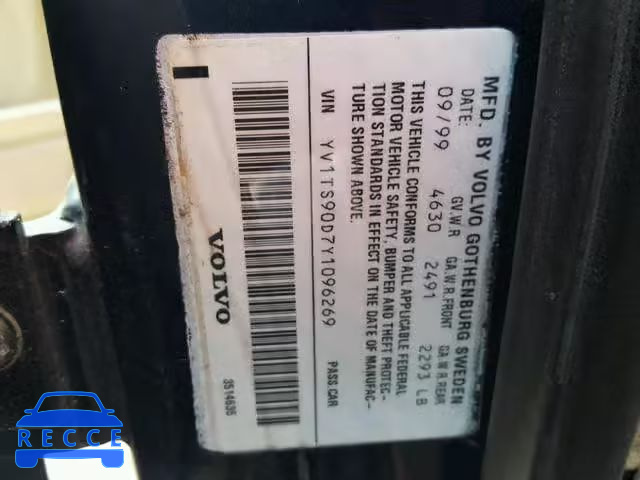 MFD. BY VOLVO GOTHENBURG SWEDEN
DATE: GV.W.R GA.W.R.FRONT GA.W.R.REAR
09/99 4630 2491 2293 LB
THIS VEHICLE CONFORMS TO ALL APPLICABLE FEDERAL
MOTOR VEHICLE SAFETY, BUMPER AND THEFT PROTEC-
TION STANDARDS IN EFFECT ON THE DATE OF MANUFAC-
TURE SHOWN ABOVE.
VIN YV1TS90D7Y1096269 PASS CAR
VOLVO 3514636
RECCE